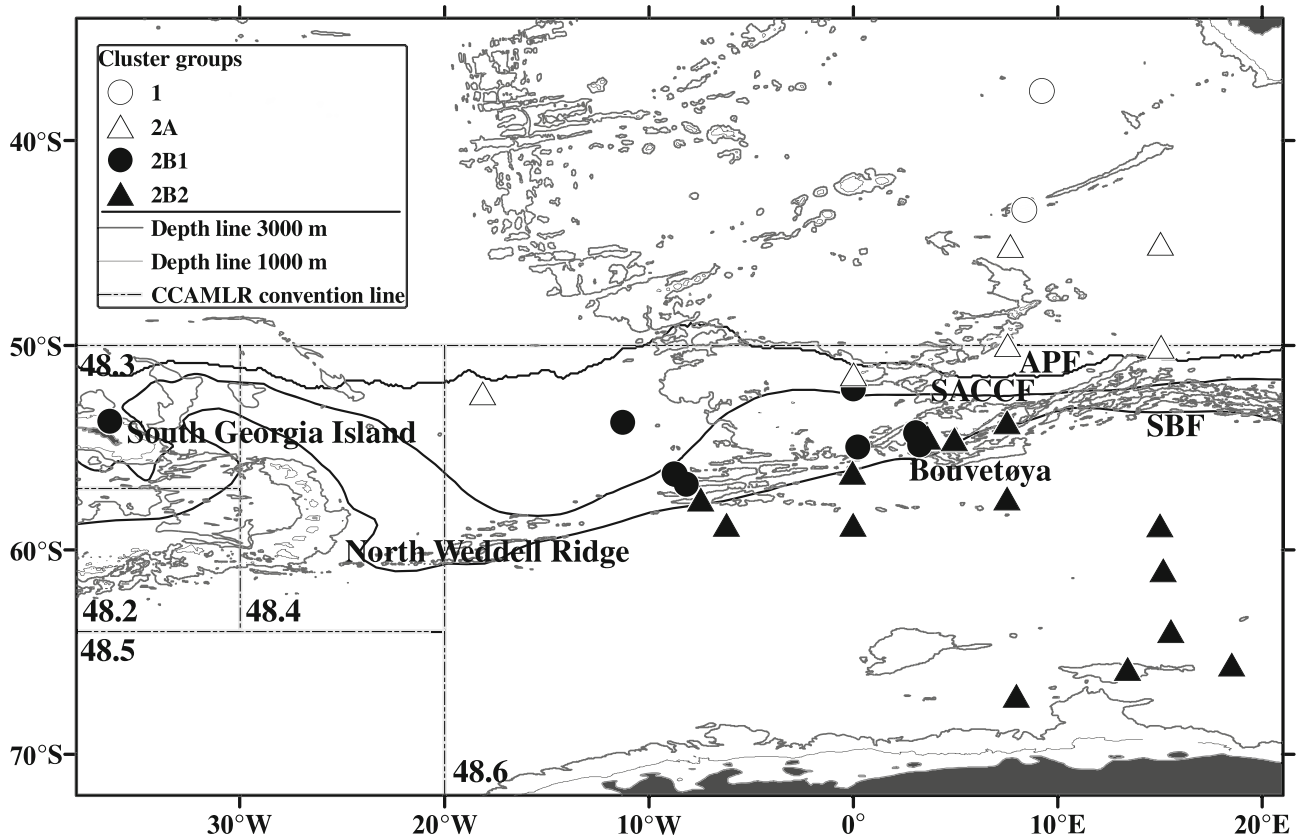 Cluster groups
1
2A
2B1
2B2
Depth line 3000 m
Depth line 1000 m
CCAMLR convention line
40°S
50°S
60°S
70°S
48.3
APF
SACCF
SBF
South Georgia Island
Bouvetøya
North Weddell Ridge
48.2
48.4
48.5
48.6
30°W
20°W
10°W
0°
10°E
20°E